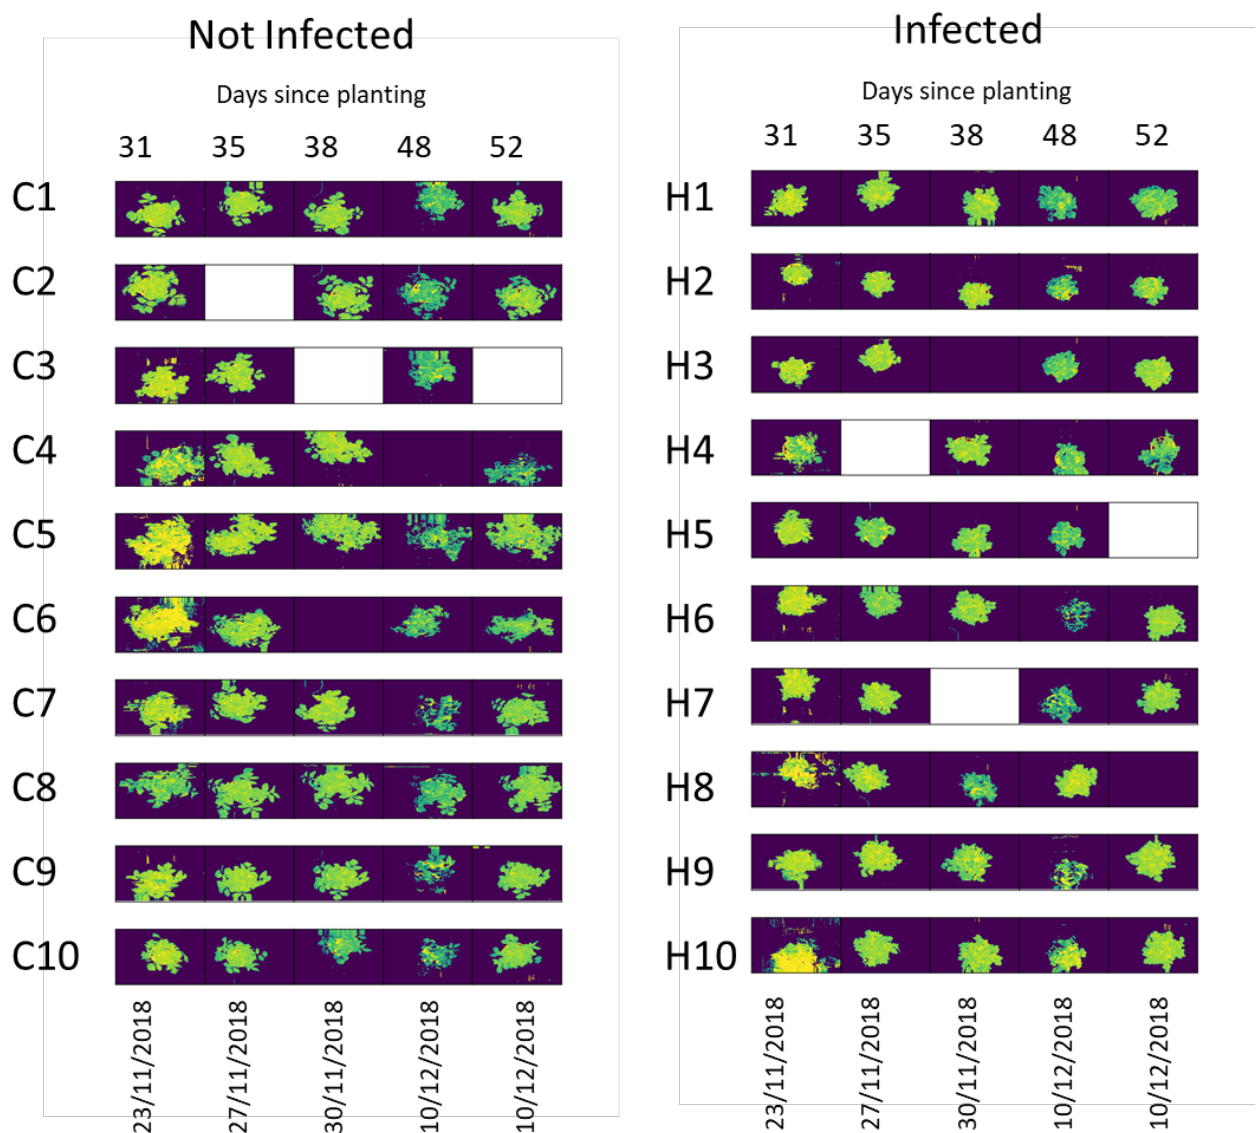 Not Infected
Days since planting
31 35 38 48 52
C1
C2
C3
C4
C5
C6
C7
C8
C9
C10
23/11/2018
27/11/2018
30/11/2018
10/12/2018
10/12/2018
Infected
Days since planting
31 35 38 48 52
H1
H2
H3
H4
H5
H6
H7
H8
H9
H10
23/11/2018
27/11/2018
30/11/2018
10/12/2018
10/12/2018